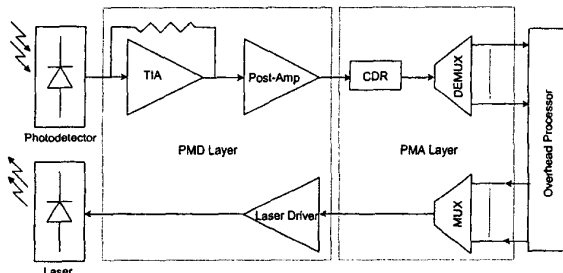 TIA
Post-Amp
CDR
DEMUX
Overhead Processor
Photodetector
PMD Layer
PMA Layer
Laser Driver
MUX
Laser